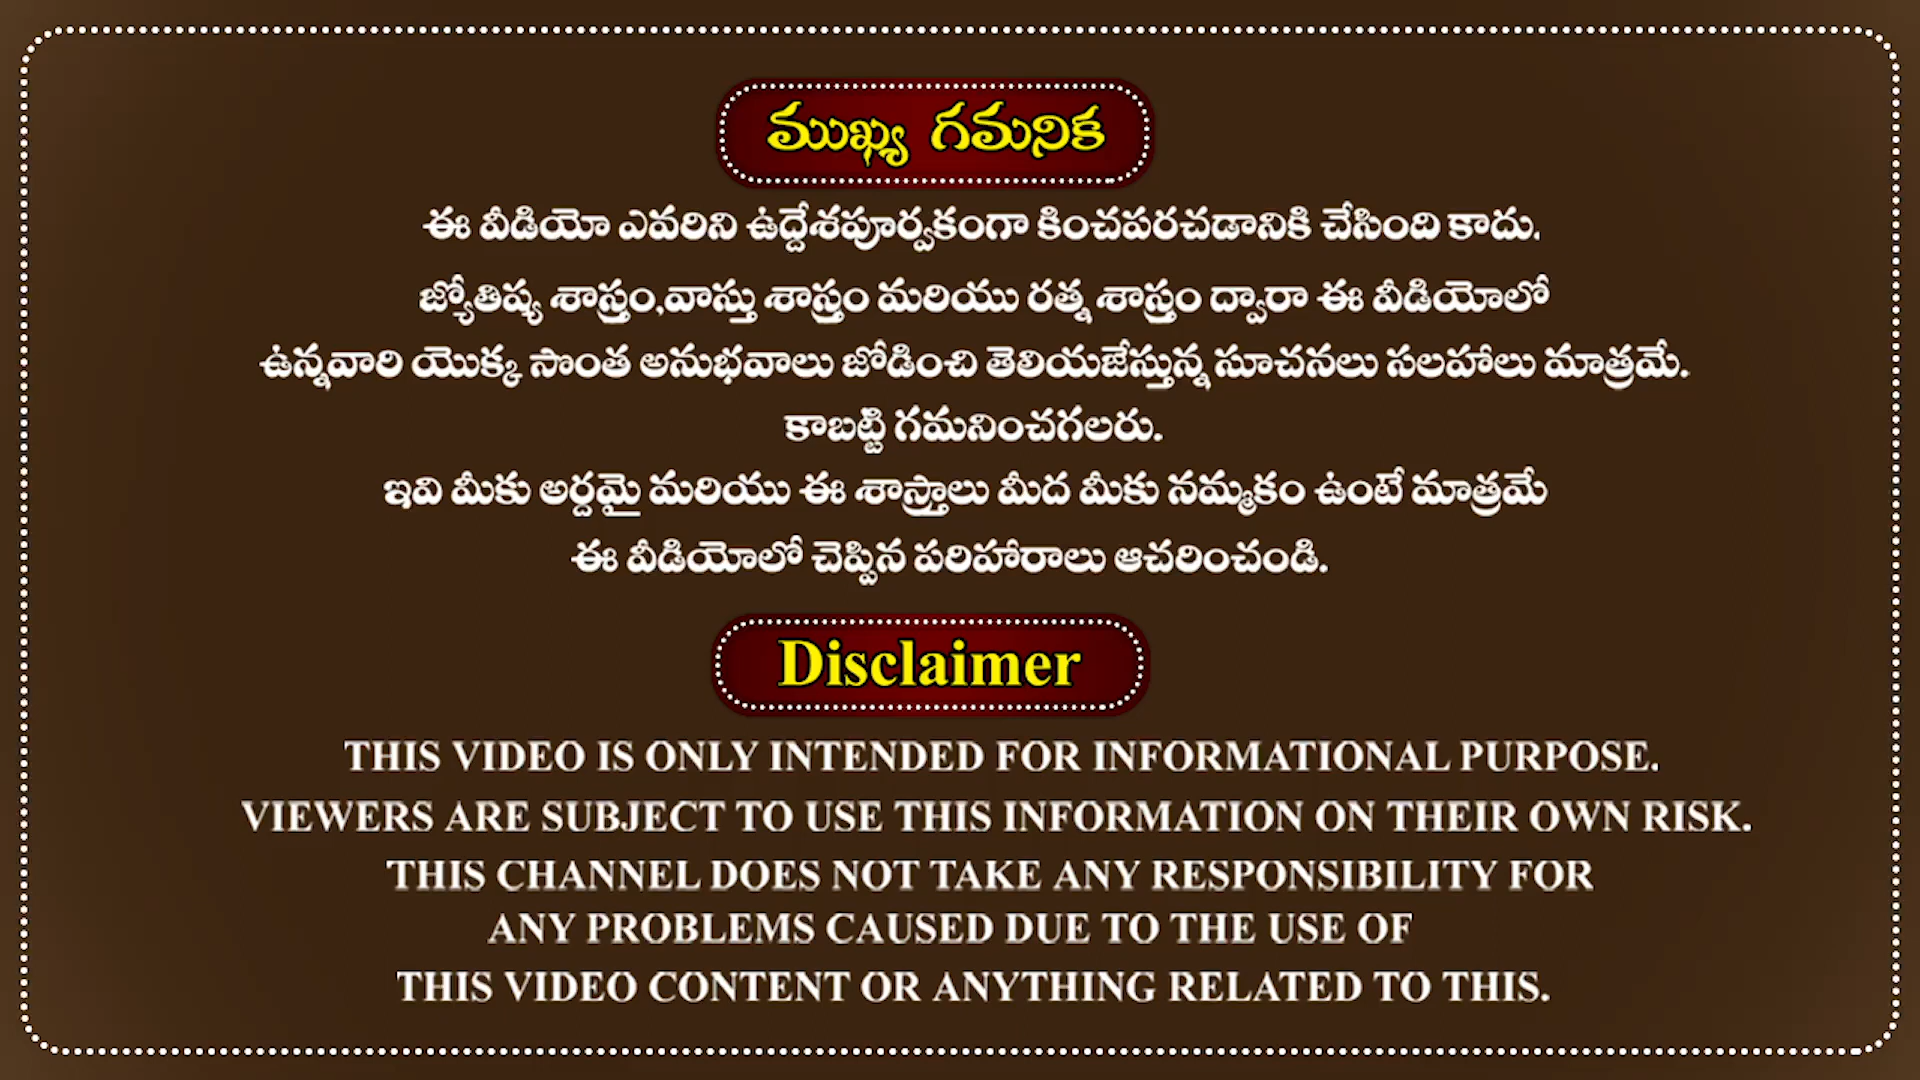 ముఖ్య గమనిక
ఈ వీడియో ఎవరిని ఉద్దేశపూర్వకంగా కించపరచడానికి చేసింది కాదు.
జ్యోతిష్య శాస్త్రం,వాస్తు శాస్త్రం మరియు రత్న శాస్త్రం ద్వారా ఈ వీడియోలో
ఉన్నవారి యొక్క సొంత అనుభవాలు జోడించి తెలియజేస్తున్న సూచనలు సలహాలు మాత్రమే.
కాబట్టి గమనించగలరు.
ఇవి మీకు అర్దమై మరియు ఈ శాస్త్రాలు మీద మీకు నమ్మకం ఉంటే మాత్రమే
ఈ వీడియోలో చెప్పిన పరిహారాలు ఆచరించండి.
Disclaimer
THIS VIDEO IS ONLY INTENDED FOR INFORMATIONAL PURPOSE.
VIEWERS ARE SUBJECT TO USE THIS INFORMATION ON THEIR OWN RISK.
THIS CHANNEL DOES NOT TAKE ANY RESPONSIBILITY FOR
ANY PROBLEMS CAUSED DUE TO THE USE OF
THIS VIDEO CONTENT OR ANYTHING RELATED TO THIS.